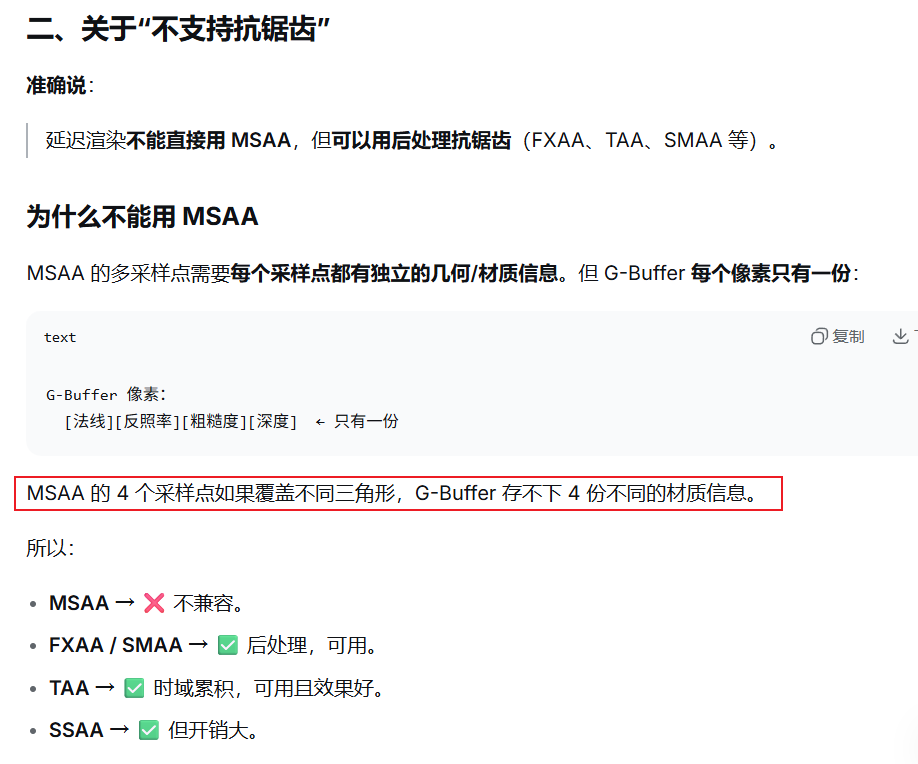 二、关于“不支持抗锯齿”
准确说：
延迟渲染不能直接用 MSAA，但可以用后处理抗锯齿（FXAA、TAA、SMAA 等）。
为什么不能用 MSAA
MSAA 的多采样点需要每个采样点都有独立的几何/材质信息。但 G-Buffer 每个像素只有一份：
text
复制
G-Buffer 像素：
[法线][反照率][粗糙度][深度] ← 只有一份
MSAA 的 4 个采样点如果覆盖不同三角形，G-Buffer 存不下 4 份不同的材质信息。
所以：
• MSAA → ❌ 不兼容。
• FXAA / SMAA → ✅ 后处理，可用。
• TAA → ✅ 时域累积，可用且效果好。
• SSAA → ✅ 但开销大。